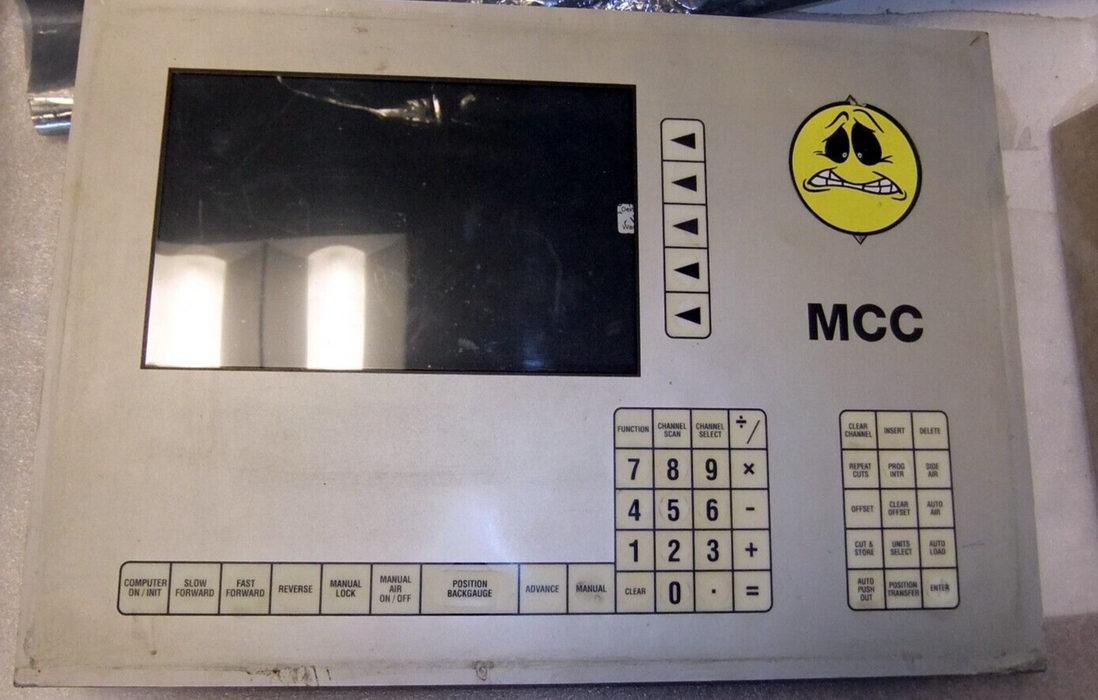 MCC
FUNCTION
CHANNEL
SCAN
CHANNEL
SELECT
÷/
7 8 9 ×
4 5 6 -
1 2 3 +
CLEAR 0 . =
CLEAR
CHANNEL
INSERT
DELETE
REPEAT
CUTS
PROG
INTR
SIDE
AIR
OFFSET
CLEAR
OFFSET
AUTO
AIR
CUT &
STORE
UNITS
SELECT
AUTO
LOAD
AUTO
PUSH
OUT
POSITION
TRANSFER
ENTER
COMPUTER
ON / INIT
SLOW
FORWARD
FAST
FORWARD
REVERSE
MANUAL
LOCK
MANUAL
AIR
ON / OFF
POSITION
BACKGAUGE
ADVANCE
MANUAL